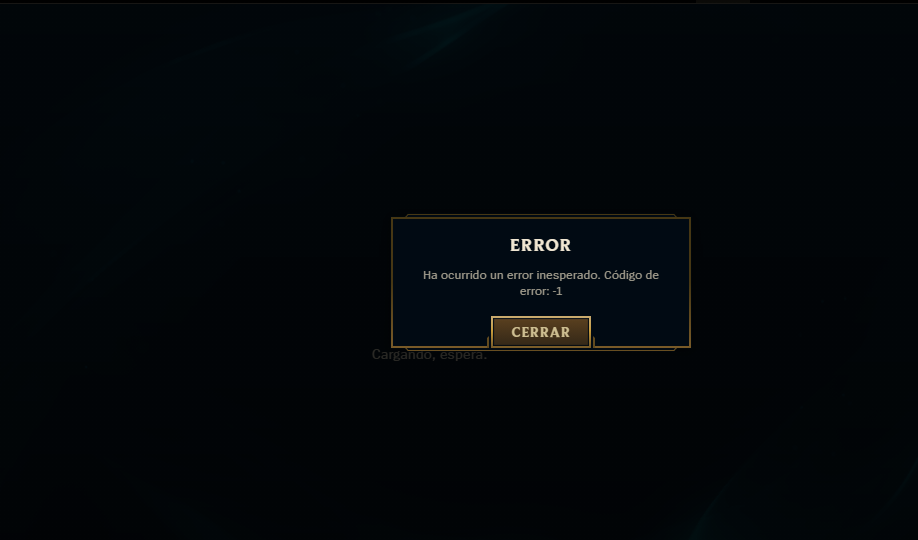 ERROR
Ha ocurrido un error inesperado. Código de
error: -1
CERRAR
Cargando, espera.